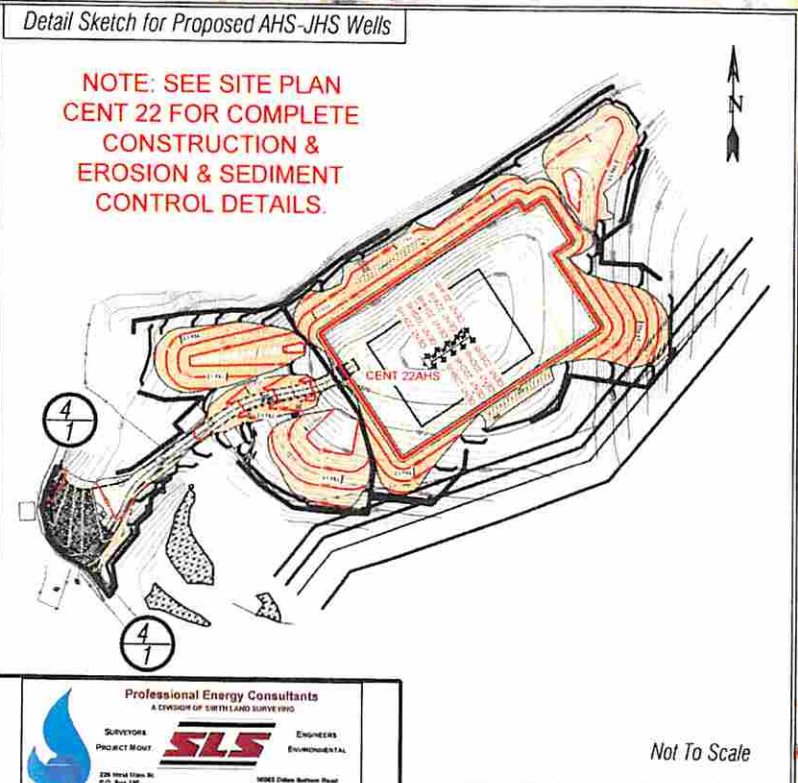 Detail Sketch for Proposed AHS-JHS Wells
NOTE: SEE SITE PLAN
CENT 22 FOR COMPLETE
CONSTRUCTION &
EROSION & SEDIMENT
CONTROL DETAILS.
N
CENT 22AHS
4
1
4
1
Professional Energy Consultants
A DIVISION OF SMITH LAND SURVEYING
SURVEYORS
PROJECT MGMT.
SLS
ENGINEERS
ENVIRONMENTAL
Not To Scale